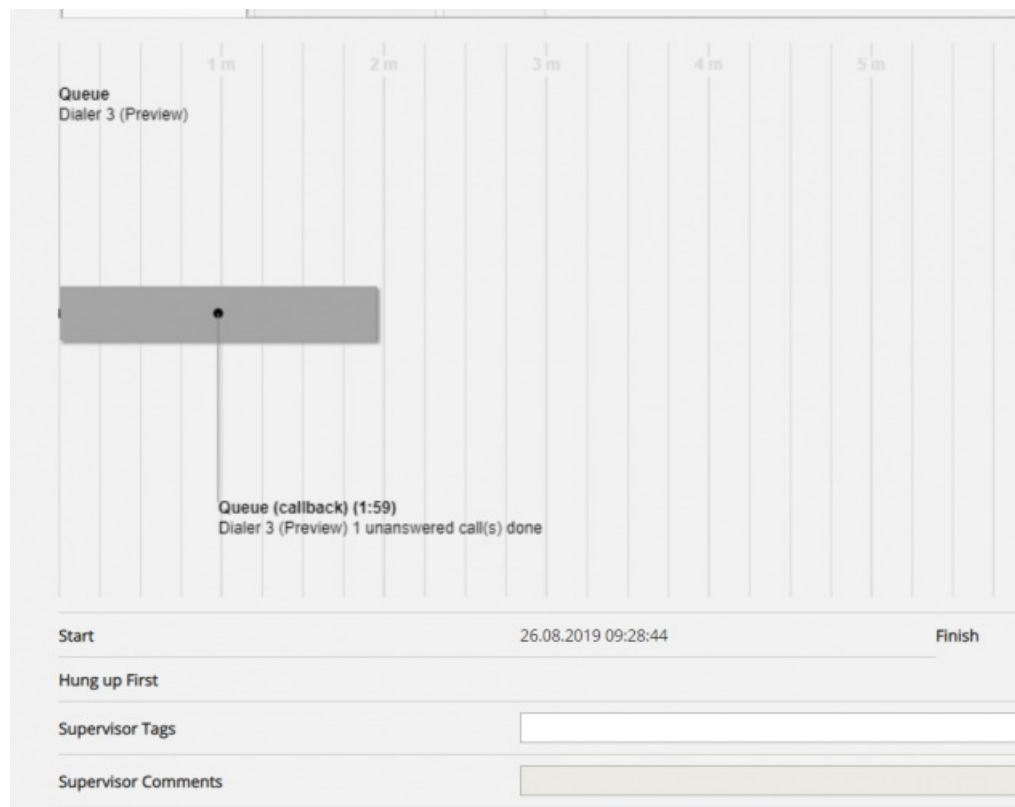 1 m 2 m 3 m 4 m 5 m
Queue
Dialer 3 (Preview)
Queue (callback) (1:59)
Dialer 3 (Preview) 1 unanswered call(s) done
Start 26.08.2019 09:28:44 Finish
Hung up First
Supervisor Tags
Supervisor Comments